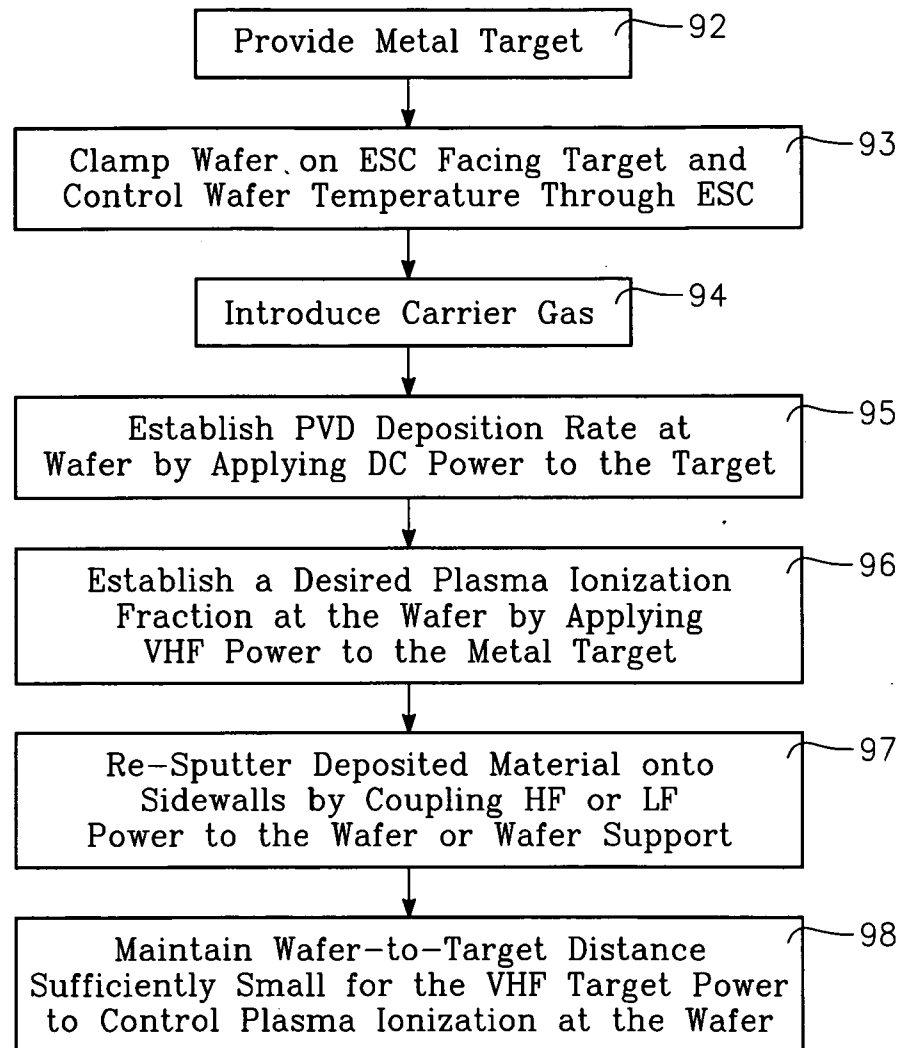 Provide Metal Target
92
Clamp Wafer on ESC Facing Target and
Control Wafer Temperature Through ESC
93
Introduce Carrier Gas
94
Establish PVD Deposition Rate at
Wafer by Applying DC Power to the Target
95
Establish a Desired Plasma Ionization
Fraction at the Wafer by Applying
VHF Power to the Metal Target
96
Re-Sputter Deposited Material onto
Sidewalls by Coupling HF or LF
Power to the Wafer or Wafer Support
97
Maintain Wafer-to-Target Distance
Sufficiently Small for the VHF Target Power
to Control Plasma Ionization at the Wafer
98